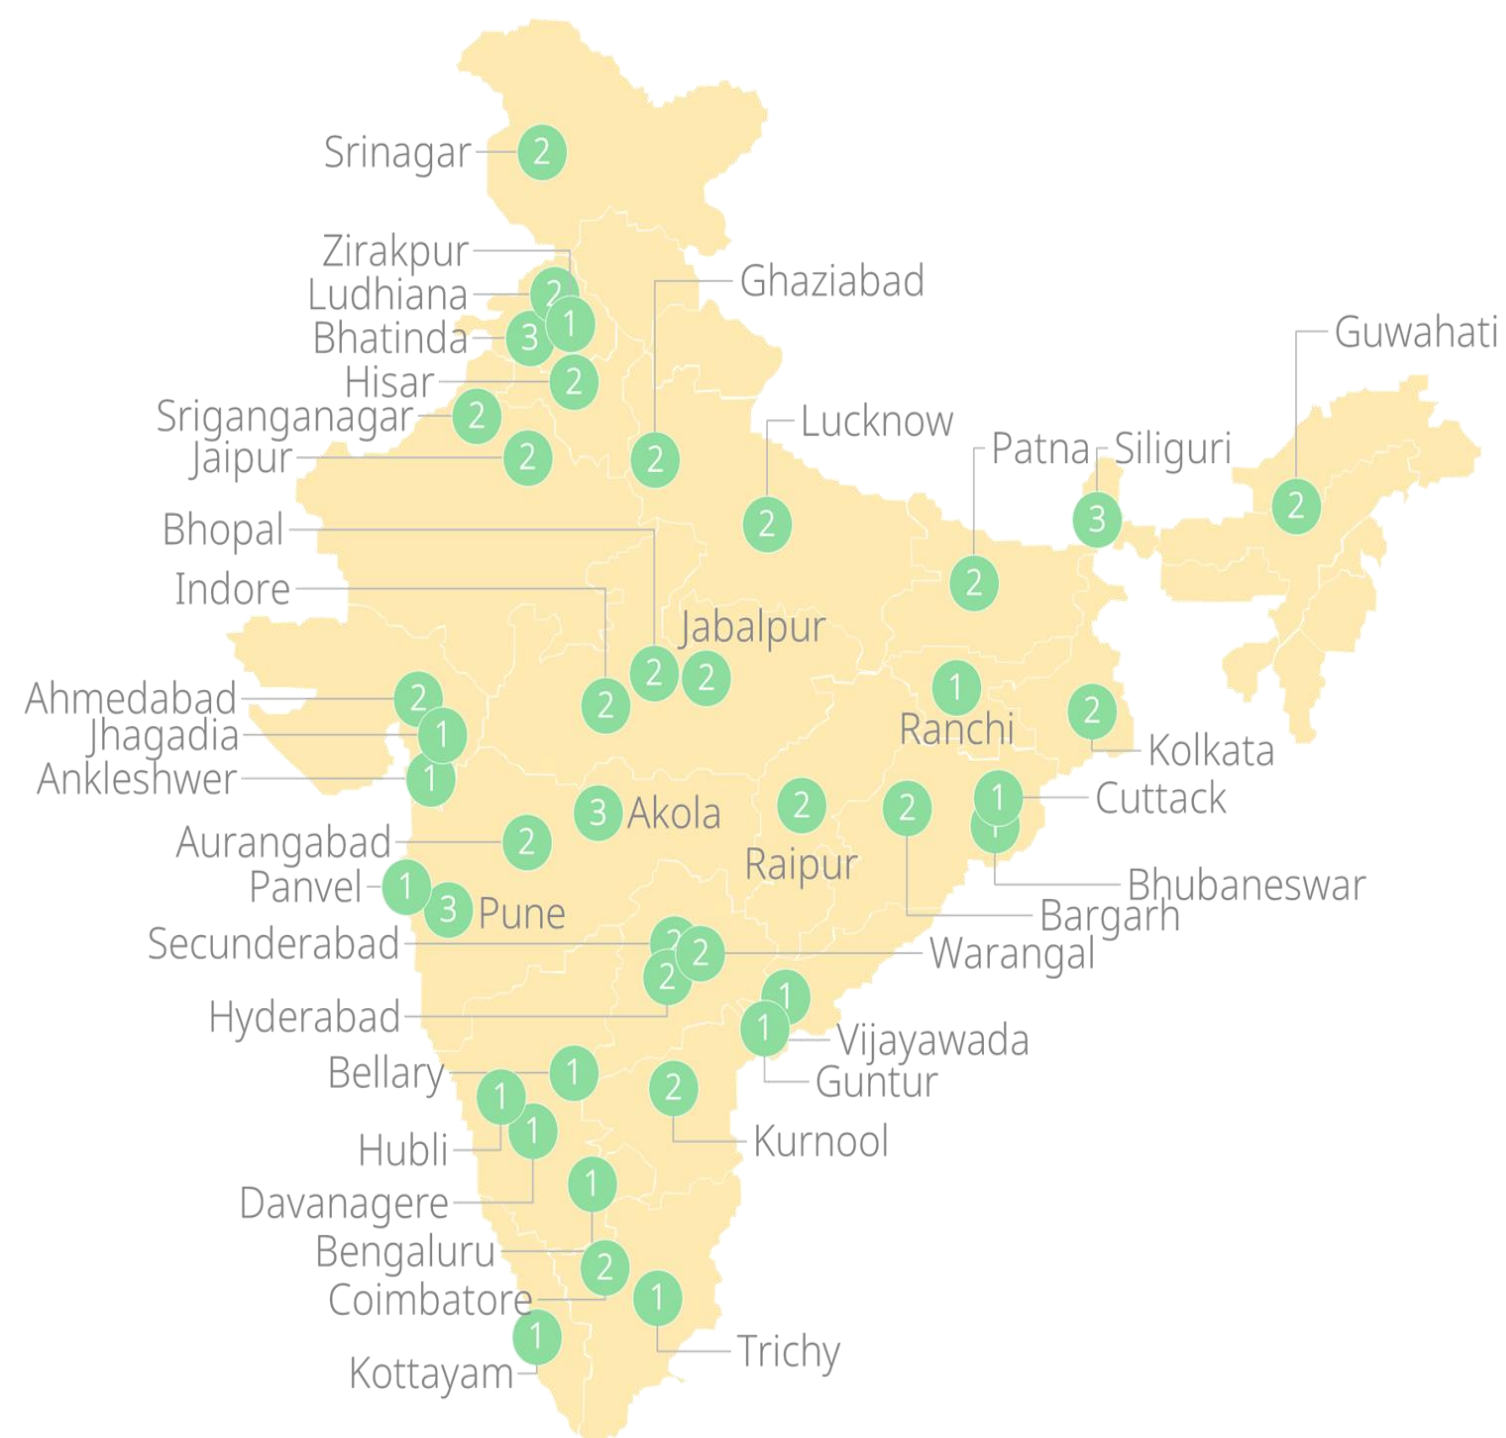 Srinagar
2
Zirakpur
Ludhiana
2
1
Bhatinda
3
Hisar
2
Sriganganagar
2
Jaipur
2
Ghaziabad
2
Lucknow
2
Patna
2
Siliguri
3
Guwahati
2
Bhopal
2
Indore
2
Jabalpur
2
Ahmedabad
2
Jhagadia
1
Ankleshwer
1
Ranchi
1
Kolkata
2
Cuttack
1
Bhubaneswar
1
Bargarh
2
Raipur
2
Akola
3
Aurangabad
2
Panvel
1
Pune
3
Secunderabad
2
Warangal
2
Hyderabad
2
Vijayawada
1
Guntur
1
Bellary
1
Hubli
1
Davanagere
1
Kurnool
2
Bengaluru
1
Coimbatore
2
Trichy
1
Kottayam
1